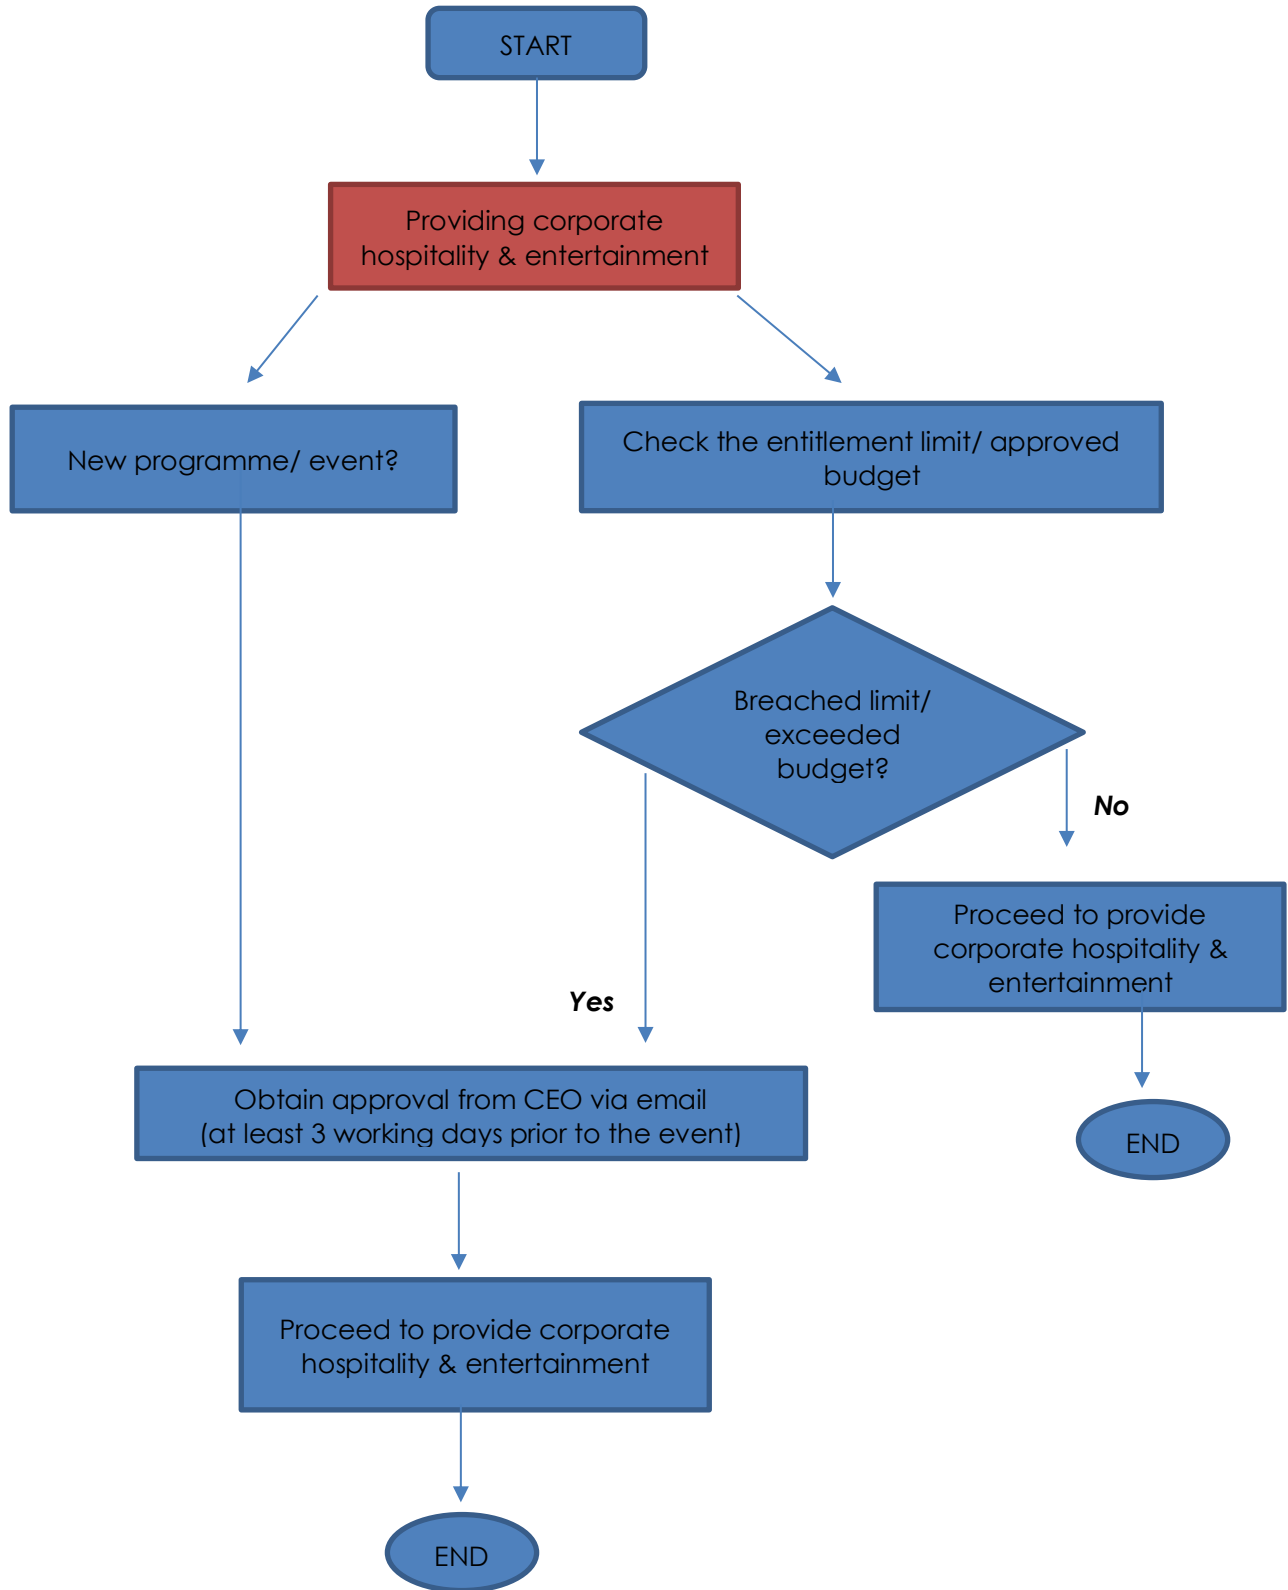 START
Providing corporate
hospitality & entertainment
New programme/ event?
Check the entitlement limit/ approved
budget
Breached limit/
exceeded
budget?
No
Proceed to provide
corporate hospitality &
entertainment
Yes
Obtain approval from CEO via email
(at least 3 working days prior to the event)
END
Proceed to provide corporate
hospitality & entertainment
END